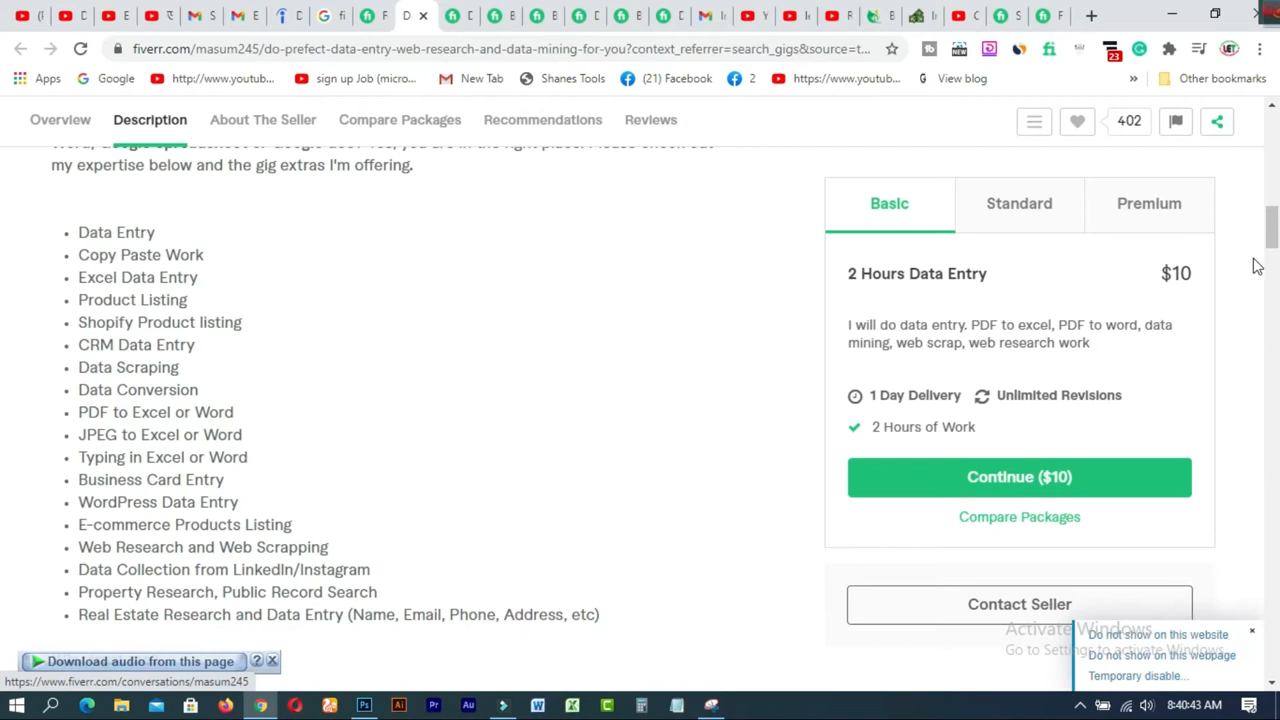 fiverr.com/masum245/do-prefect-data-entry-web-research-and-data-mining-for-you?context_referrer=search_gigs&source=t...
Apps
Google
http://www.youtub...
sign up Job (micro...
New Tab
Shanes Tools
(21) Facebook
2
https://www.youtub...
View blog
»
Other bookmarks
NEW
23
Overview
Description
About The Seller
Compare Packages
Recommendations
Reviews
402
my expertise below and the gig extras I'm offering.
Data Entry
Copy Paste Work
Excel Data Entry
Product Listing
Shopify Product listing
CRM Data Entry
Data Scraping
Data Conversion
PDF to Excel or Word
JPEG to Excel or Word
Typing in Excel or Word
Business Card Entry
WordPress Data Entry
E-commerce Products Listing
Web Research and Web Scrapping
Data Collection from LinkedIn/Instagram
Property Research, Public Record Search
Real Estate Research and Data Entry (Name, Email, Phone, Address, etc)
Basic
Standard
Premium
2 Hours Data Entry
$10
I will do data entry. PDF to excel, PDF to word, data
mining, web scrap, web research work
1 Day Delivery
Unlimited Revisions
2 Hours of Work
Continue ($10)
Compare Packages
Contact Seller
Activate Windows
Go to Settings to activate Windows.
Do not show on this website
Do not show on this webpage
Temporary disable...
Download audio from this page
https://www.fiverr.com/conversations/masum245
8:40:43 AM